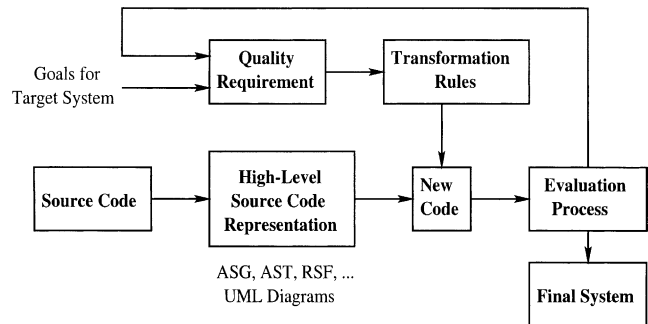 Quality
Requirement
Transformation
Rules
Goals for
Target System
Source Code
High-Level
Source Code
Representation
New
Code
Evaluation
Process
ASG, AST, RSF, ...
UML Diagrams
Final System